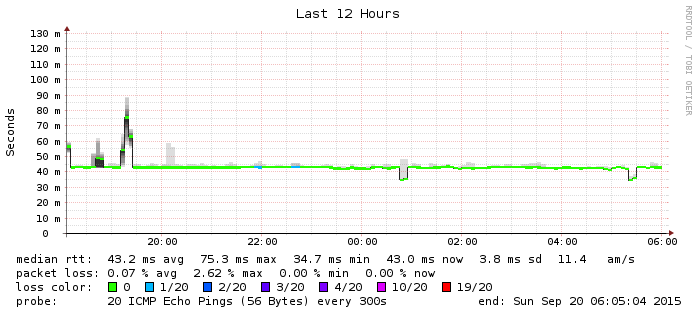 Last 12 Hours
RRDTOOL / TOBI OETIKER
Seconds
130 m
120 m
110 m
100 m
90 m
80 m
70 m
60 m
50 m
40 m
30 m
20 m
10 m
0
20:00 22:00 00:00 02:00 04:00 06:00
median rtt: 43.2 ms avg 75.3 ms max 34.7 ms min 43.0 ms now 3.8 ms sd 11.4 am/s
packet loss: 0.07 % avg 2.62 % max 0.00 % min 0.00 % now
loss color: 0 1/20 2/20 3/20 4/20 10/20 19/20
probe: 20 ICMP Echo Pings (56 Bytes) every 300s end: Sun Sep 20 06:05:04 2015